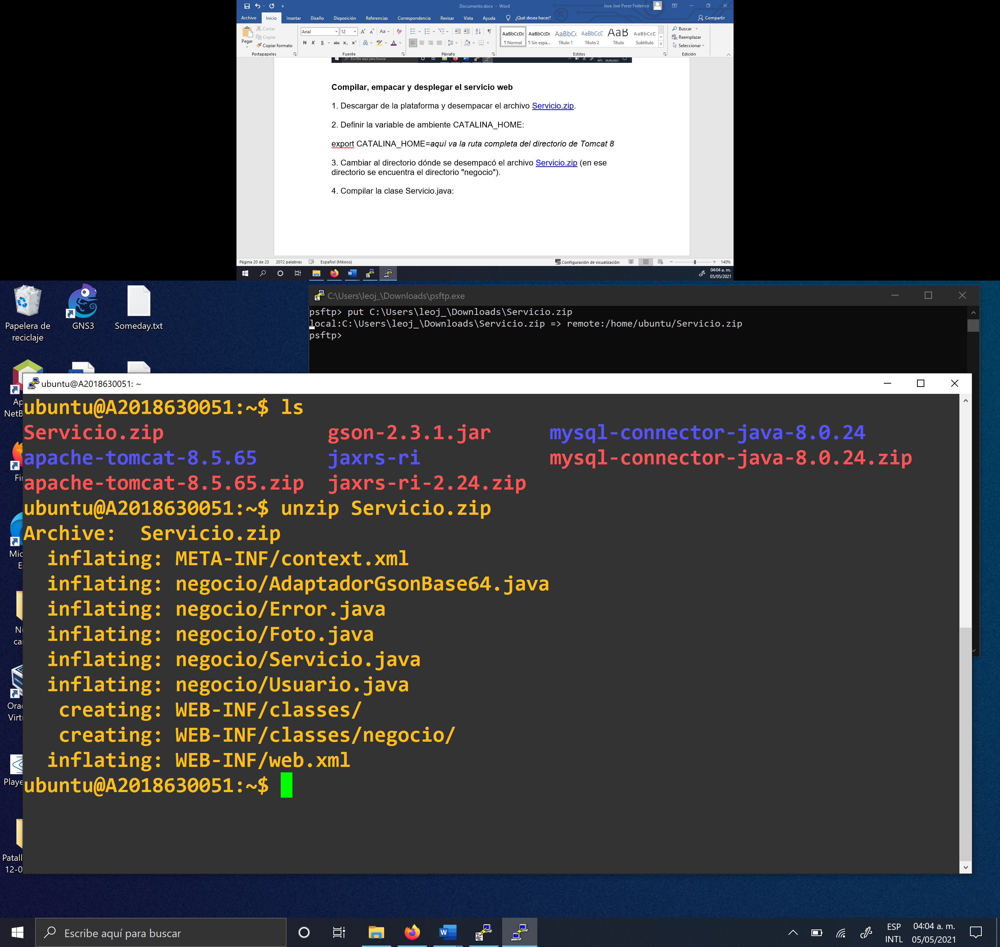 Documento.docx - Word
Jose Joel Perez Federico
Archivo Inicio Insertar Diseño Disposición Referencias Correspondencia Revisar Vista Ayuda ¿Qué desea hacer? Compartir
Pegar
Cortar
Copiar
Copiar formato
Portapapeles
Arial 12
N K S abc x₂ x²
Fuente
Párrafo
AaBbCcDc AaBbCcDc AaBbCc AaBbCcE AaB AaBbCcD
¶ Normal ¶ Sin espa... Título 1 Título 2 Título Subtítulo
Estilos
Buscar
Reemplazar
Seleccionar
Edición
Escribe aquí para buscar
INTL 05/05/2021
Compilar, empacar y desplegar el servicio web
1. Descargar de la plataforma y desempacar el archivo Servicio.zip.
2. Definir la variable de ambiente CATALINA_HOME:
export CATALINA_HOME=aquí va la ruta completa del directorio de Tomcat 8
3. Cambiar al directorio dónde se desempacó el archivo Servicio.zip (en ese
directorio se encuentra el directorio "negocio").
4. Compilar la clase Servicio.java:
Página 20 de 23 2072 palabras Español (México) Configuración de visualización 140%
04:04 a. m.
05/05/2021
Papelera de
reciclaje
GNS3
Someday.txt
C:\Users\leoj_\Downloads\psftp.exe
psftp> put C:\Users\leoj_\Downloads\Servicio.zip
local:C:\Users\leoj_\Downloads\Servicio.zip => remote:/home/ubuntu/Servicio.zip
psftp>
ubuntu@A2018630051: ~
ubuntu@A2018630051:~$ ls
Servicio.zip gson-2.3.1.jar mysql-connector-java-8.0.24
apache-tomcat-8.5.65 jaxrs-ri mysql-connector-java-8.0.24.zip
apache-tomcat-8.5.65.zip jaxrs-ri-2.24.zip
ubuntu@A2018630051:~$ unzip Servicio.zip
Archive:  Servicio.zip
inflating: META-INF/context.xml
inflating: negocio/AdaptadorGsonBase64.java
inflating: negocio/Error.java
inflating: negocio/Foto.java
inflating: negocio/Servicio.java
inflating: negocio/Usuario.java
creating: WEB-INF/classes/
creating: WEB-INF/classes/negocio/
inflating: WEB-INF/web.xml
ubuntu@A2018630051:~$
Ap
NetB
Fi
Mic
E
N
ca
Orac
Virt
Playe
Patall
12-0
Escribe aquí para buscar
ESP
INTL
04:04 a. m.
05/05/2021